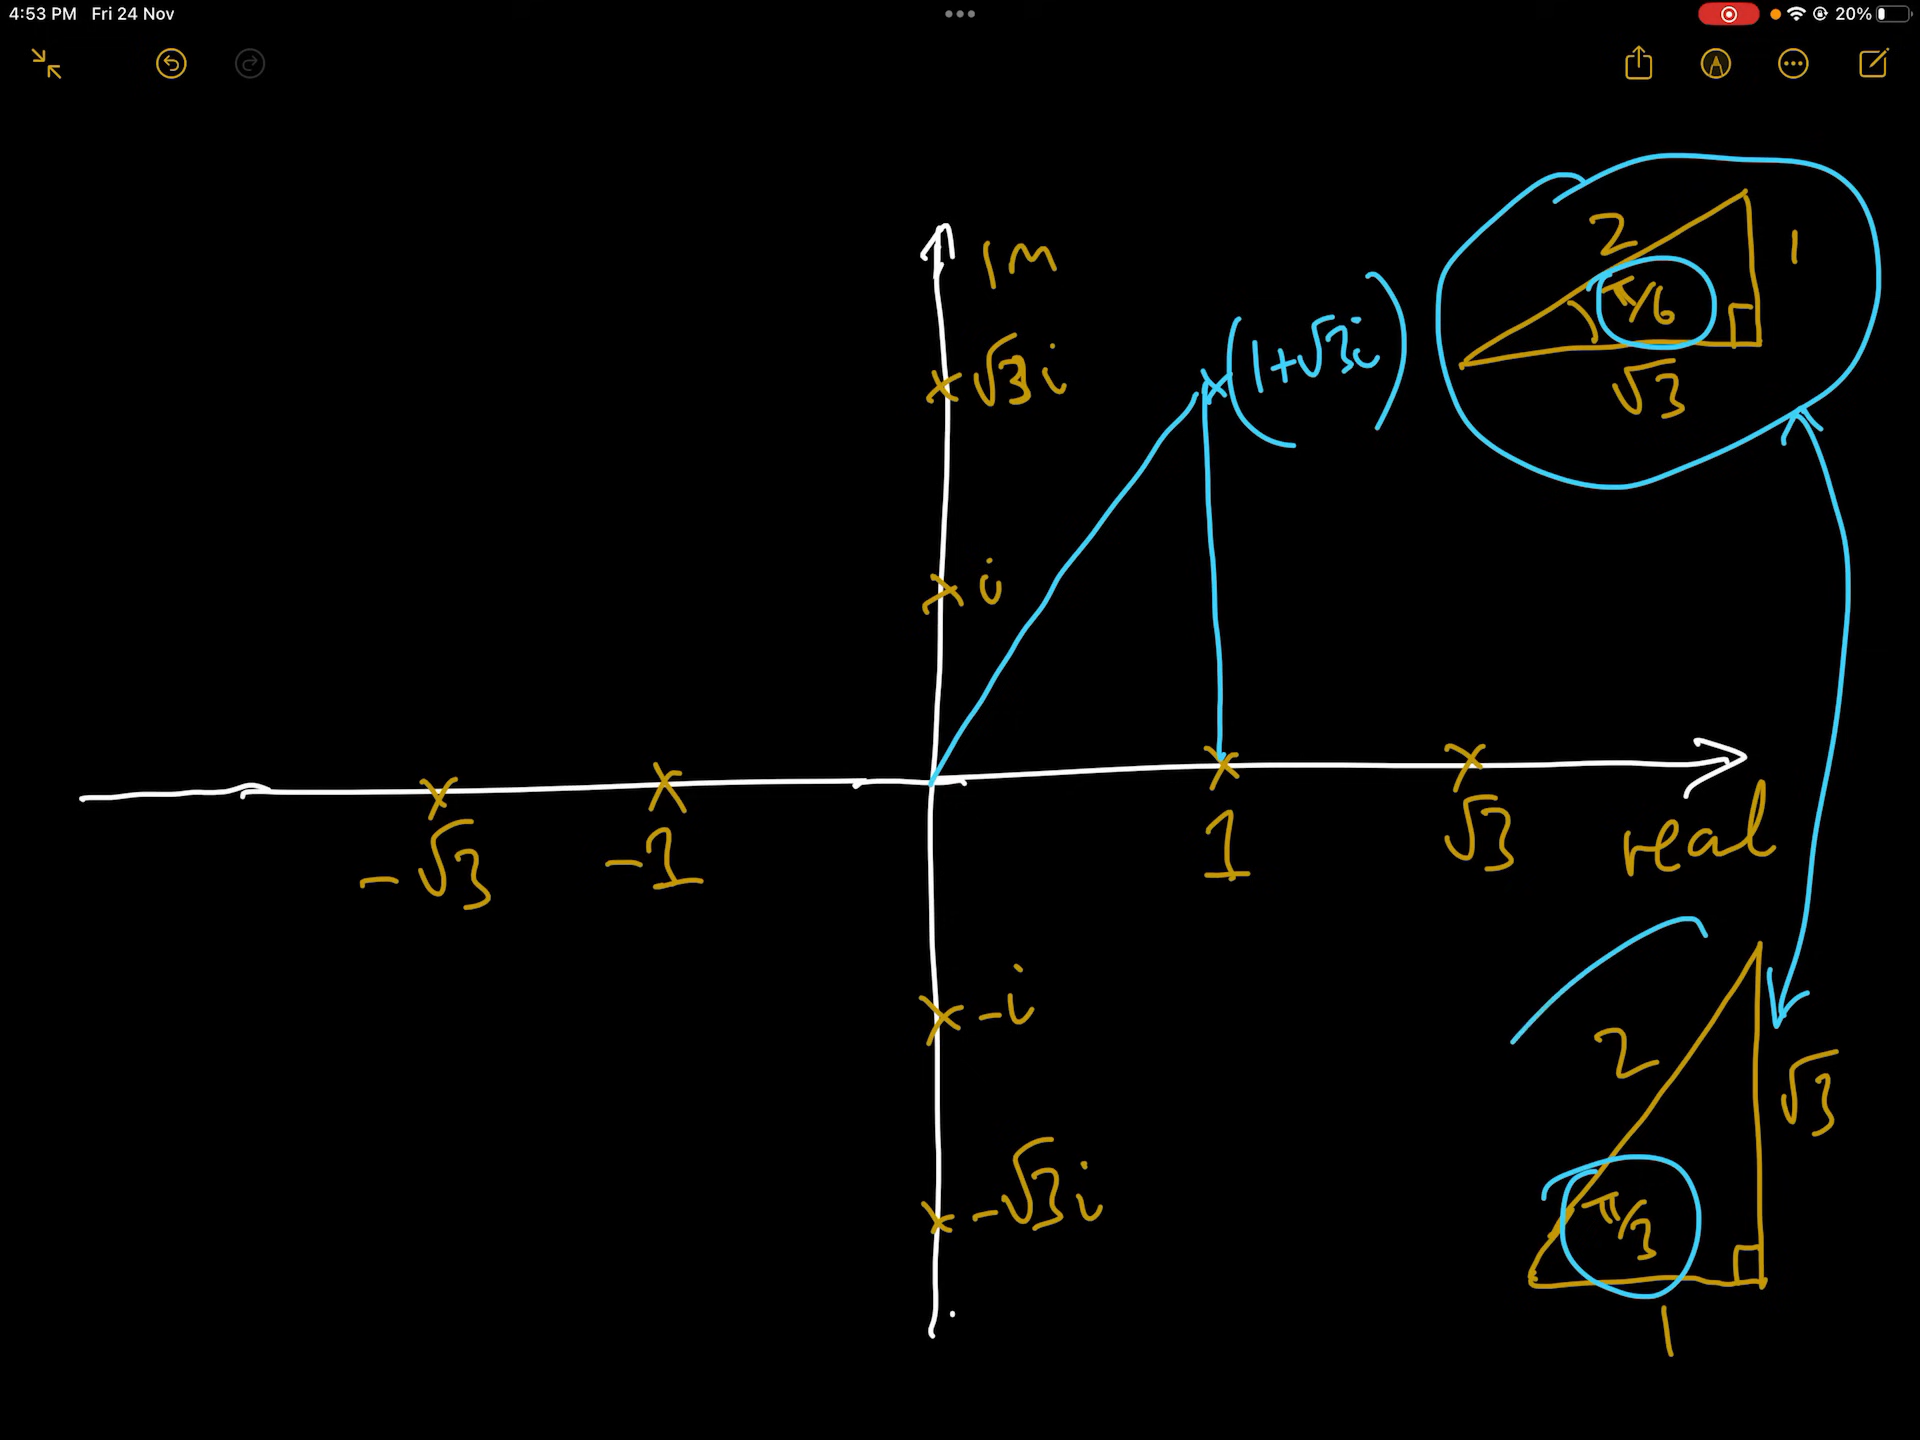 4:53 PM Fri 24 Nov
20%
Im
√3i
(1+√3i)
2
1
π/6
√3
i
-√3
-1
1
√3
real
-i
-√3i
2
√3
π/3
1